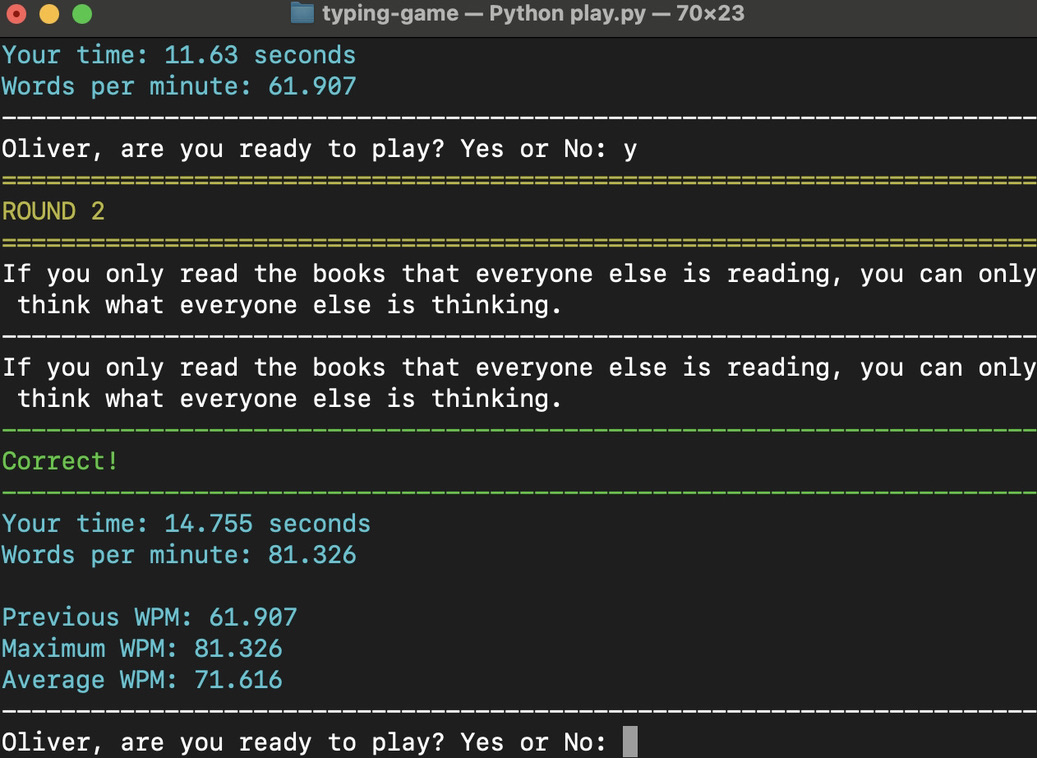 typing-game — Python play.py — 70×23
Your time: 11.63 seconds
Words per minute: 61.907
----------------------------------------------------------------------
Oliver, are you ready to play? Yes or No: y
======================================================================
ROUND 2
======================================================================
If you only read the books that everyone else is reading, you can only
 think what everyone else is thinking.
----------------------------------------------------------------------
If you only read the books that everyone else is reading, you can only
 think what everyone else is thinking.
----------------------------------------------------------------------
Correct!
----------------------------------------------------------------------
Your time: 14.755 seconds
Words per minute: 81.326
Previous WPM: 61.907
Maximum WPM: 81.326
Average WPM: 71.616
----------------------------------------------------------------------
Oliver, are you ready to play? Yes or No: